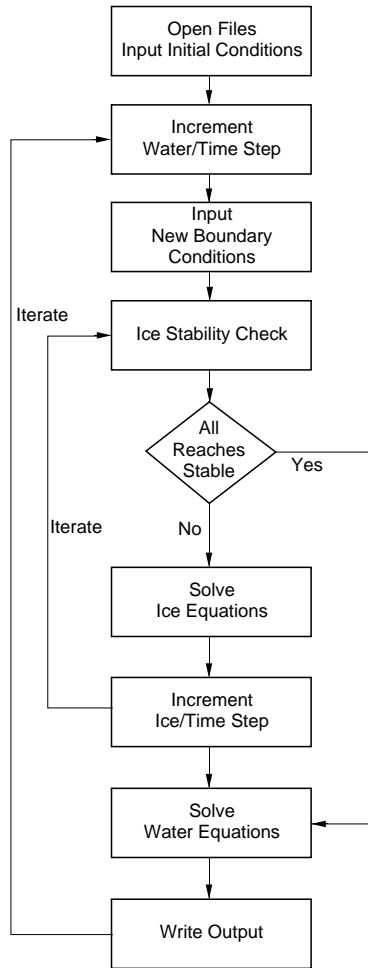 Open Files
Input Initial Conditions
Increment
Water/Time Step
Input
New Boundary
Conditions
Iterate
Ice Stability Check
All
Reaches
Stable
Yes
Iterate
No
Solve
Ice Equations
Increment
Ice/Time Step
Solve
Water Equations
Write Output